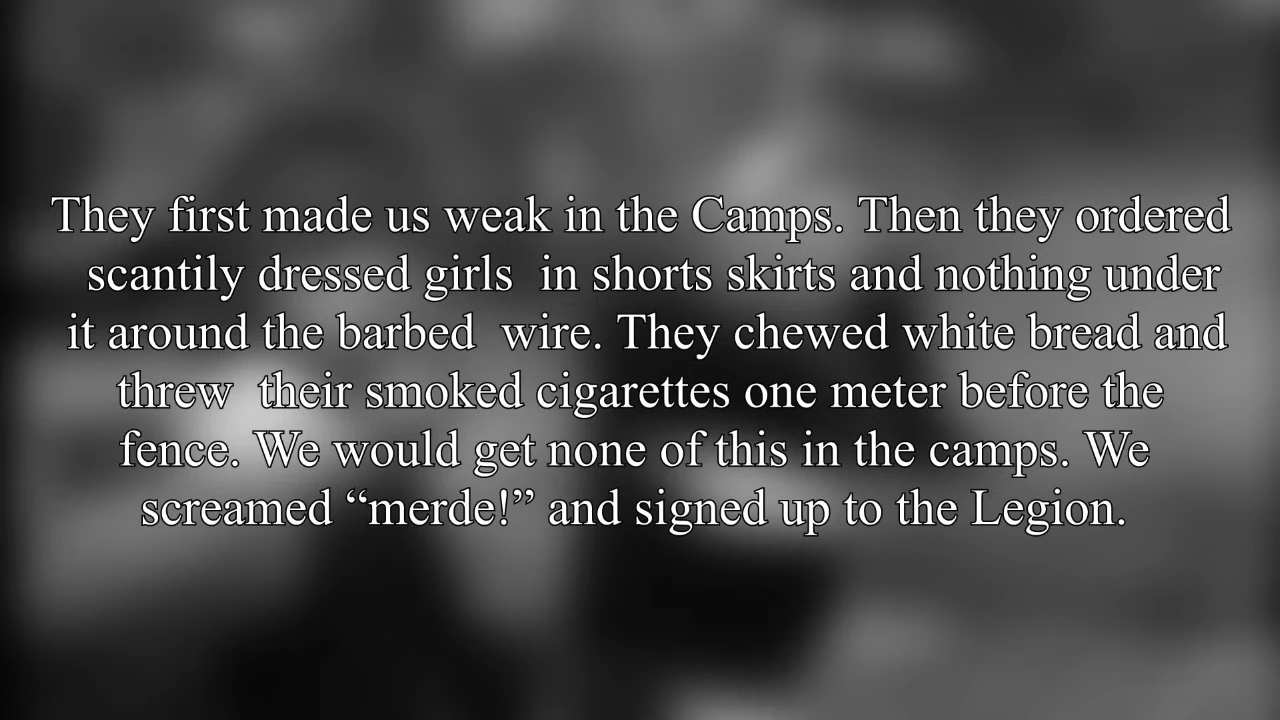 They first made us weak in the Camps. Then they ordered
scantily dressed girls  in shorts skirts and nothing under
it around the barbed  wire. They chewed white bread and
threw  their smoked cigarettes one meter before the
fence. We would get none of this in the camps. We
screamed “merde!” and signed up to the Legion.